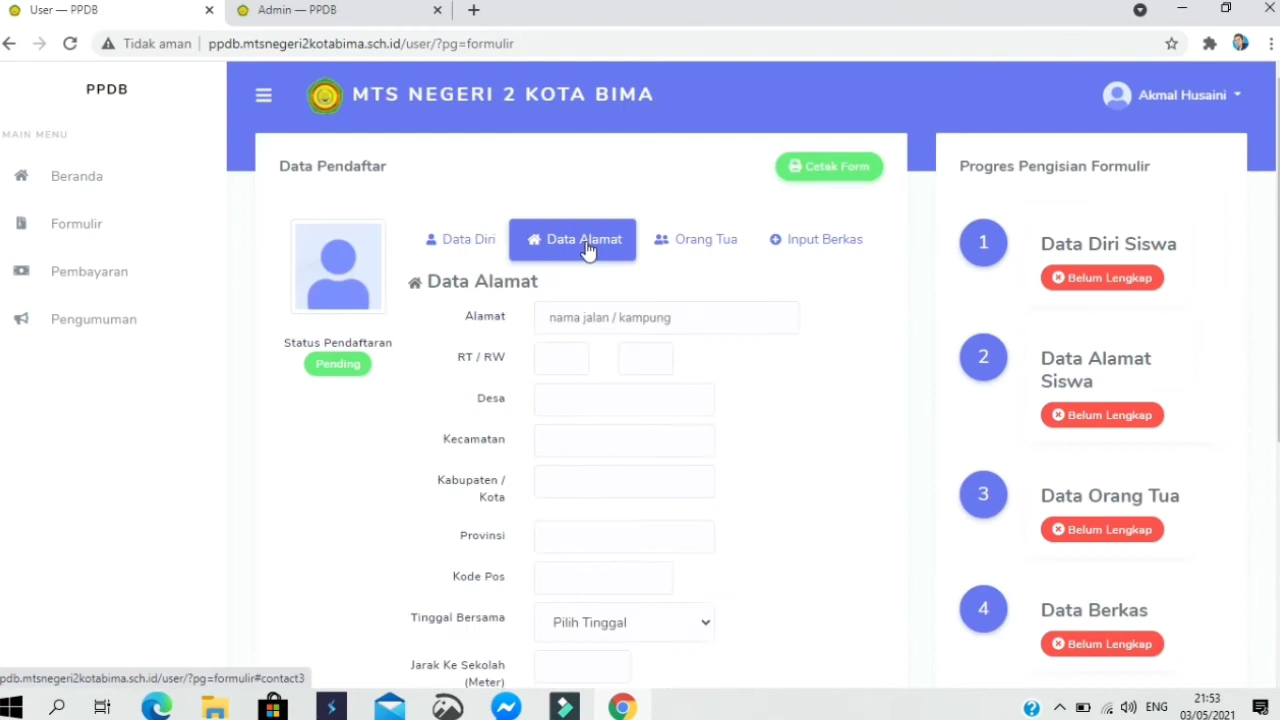 User — PPDB
Admin — PPDB
Tidak aman
ppdb.mtsnegeri2kotabima.sch.id/user/?pg=formulir
PPDB
MAIN MENU
Beranda
Formulir
Pembayaran
Pengumuman
MTS NEGERI 2 KOTA BIMA
Akmal Husaini
Data Pendaftar
Cetak Form
Status Pendaftaran
Pending
Data Diri
Data Alamat
Orang Tua
Input Berkas
Data Alamat
Alamat
nama jalan / kampung
RT / RW
Desa
Kecamatan
Kabupaten /
Kota
Provinsi
Kode Pos
Tinggal Bersama
Pilih Tinggal
Jarak Ke Sekolah
(Meter)
Progres Pengisian Formulir
1
Data Diri Siswa
Belum Lengkap
2
Data Alamat
Siswa
Belum Lengkap
3
Data Orang Tua
Belum Lengkap
4
Data Berkas
Belum Lengkap
pdb.mtsnegeri2kotabima.sch.id/user/?pg=formulir#contact3
ENG
21:53
03/05/2021